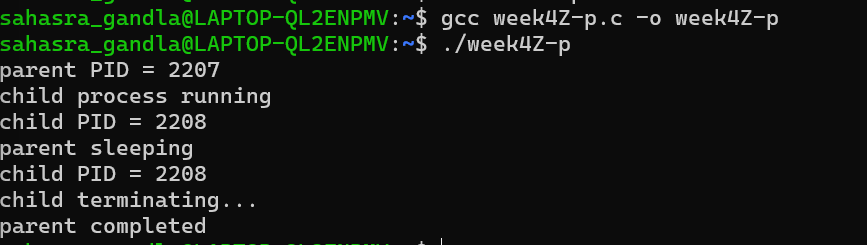 sahasra_gandla@LAPTOP-QL2ENPMV:~$ gcc week4Z-p.c -o week4Z-p
sahasra_gandla@LAPTOP-QL2ENPMV:~$ ./week4Z-p
parent PID = 2207
child process running
child PID = 2208
parent sleeping
child PID = 2208
child terminating...
parent completed